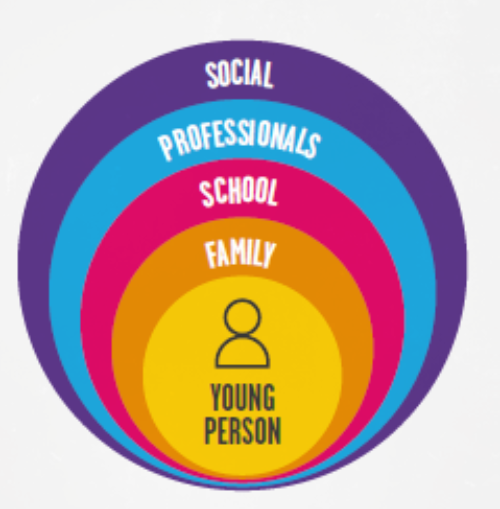 SOCIAL
PROFESSIONALS
SCHOOL
FAMILY
YOUNG
PERSON